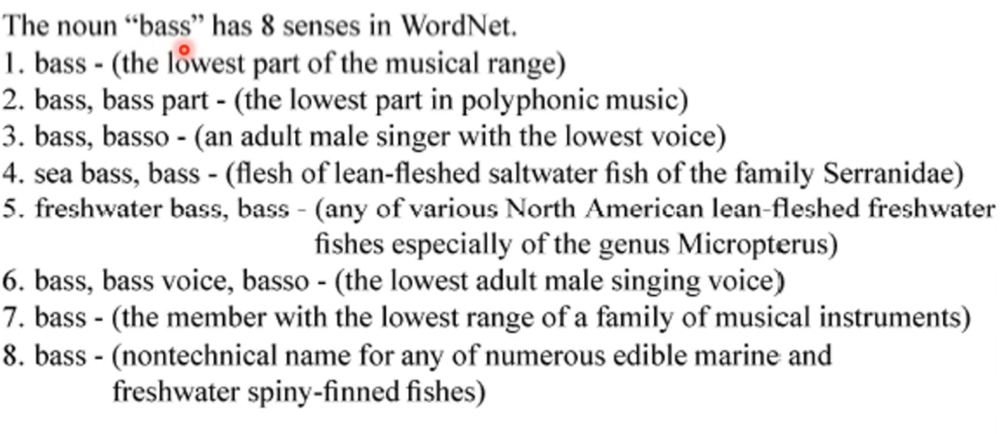 The noun “bass” has 8 senses in WordNet.
1. bass - (the lowest part of the musical range)
2. bass, bass part - (the lowest part in polyphonic music)
3. bass, basso - (an adult male singer with the lowest voice)
4. sea bass, bass - (flesh of lean-fleshed saltwater fish of the family Serranidae)
5. freshwater bass, bass - (any of various North American lean-fleshed freshwater
fishes especially of the genus Micropterus)
6. bass, bass voice, basso - (the lowest adult male singing voice)
7. bass - (the member with the lowest range of a family of musical instruments)
8. bass - (nontechnical name for any of numerous edible marine and
freshwater spiny-finned fishes)